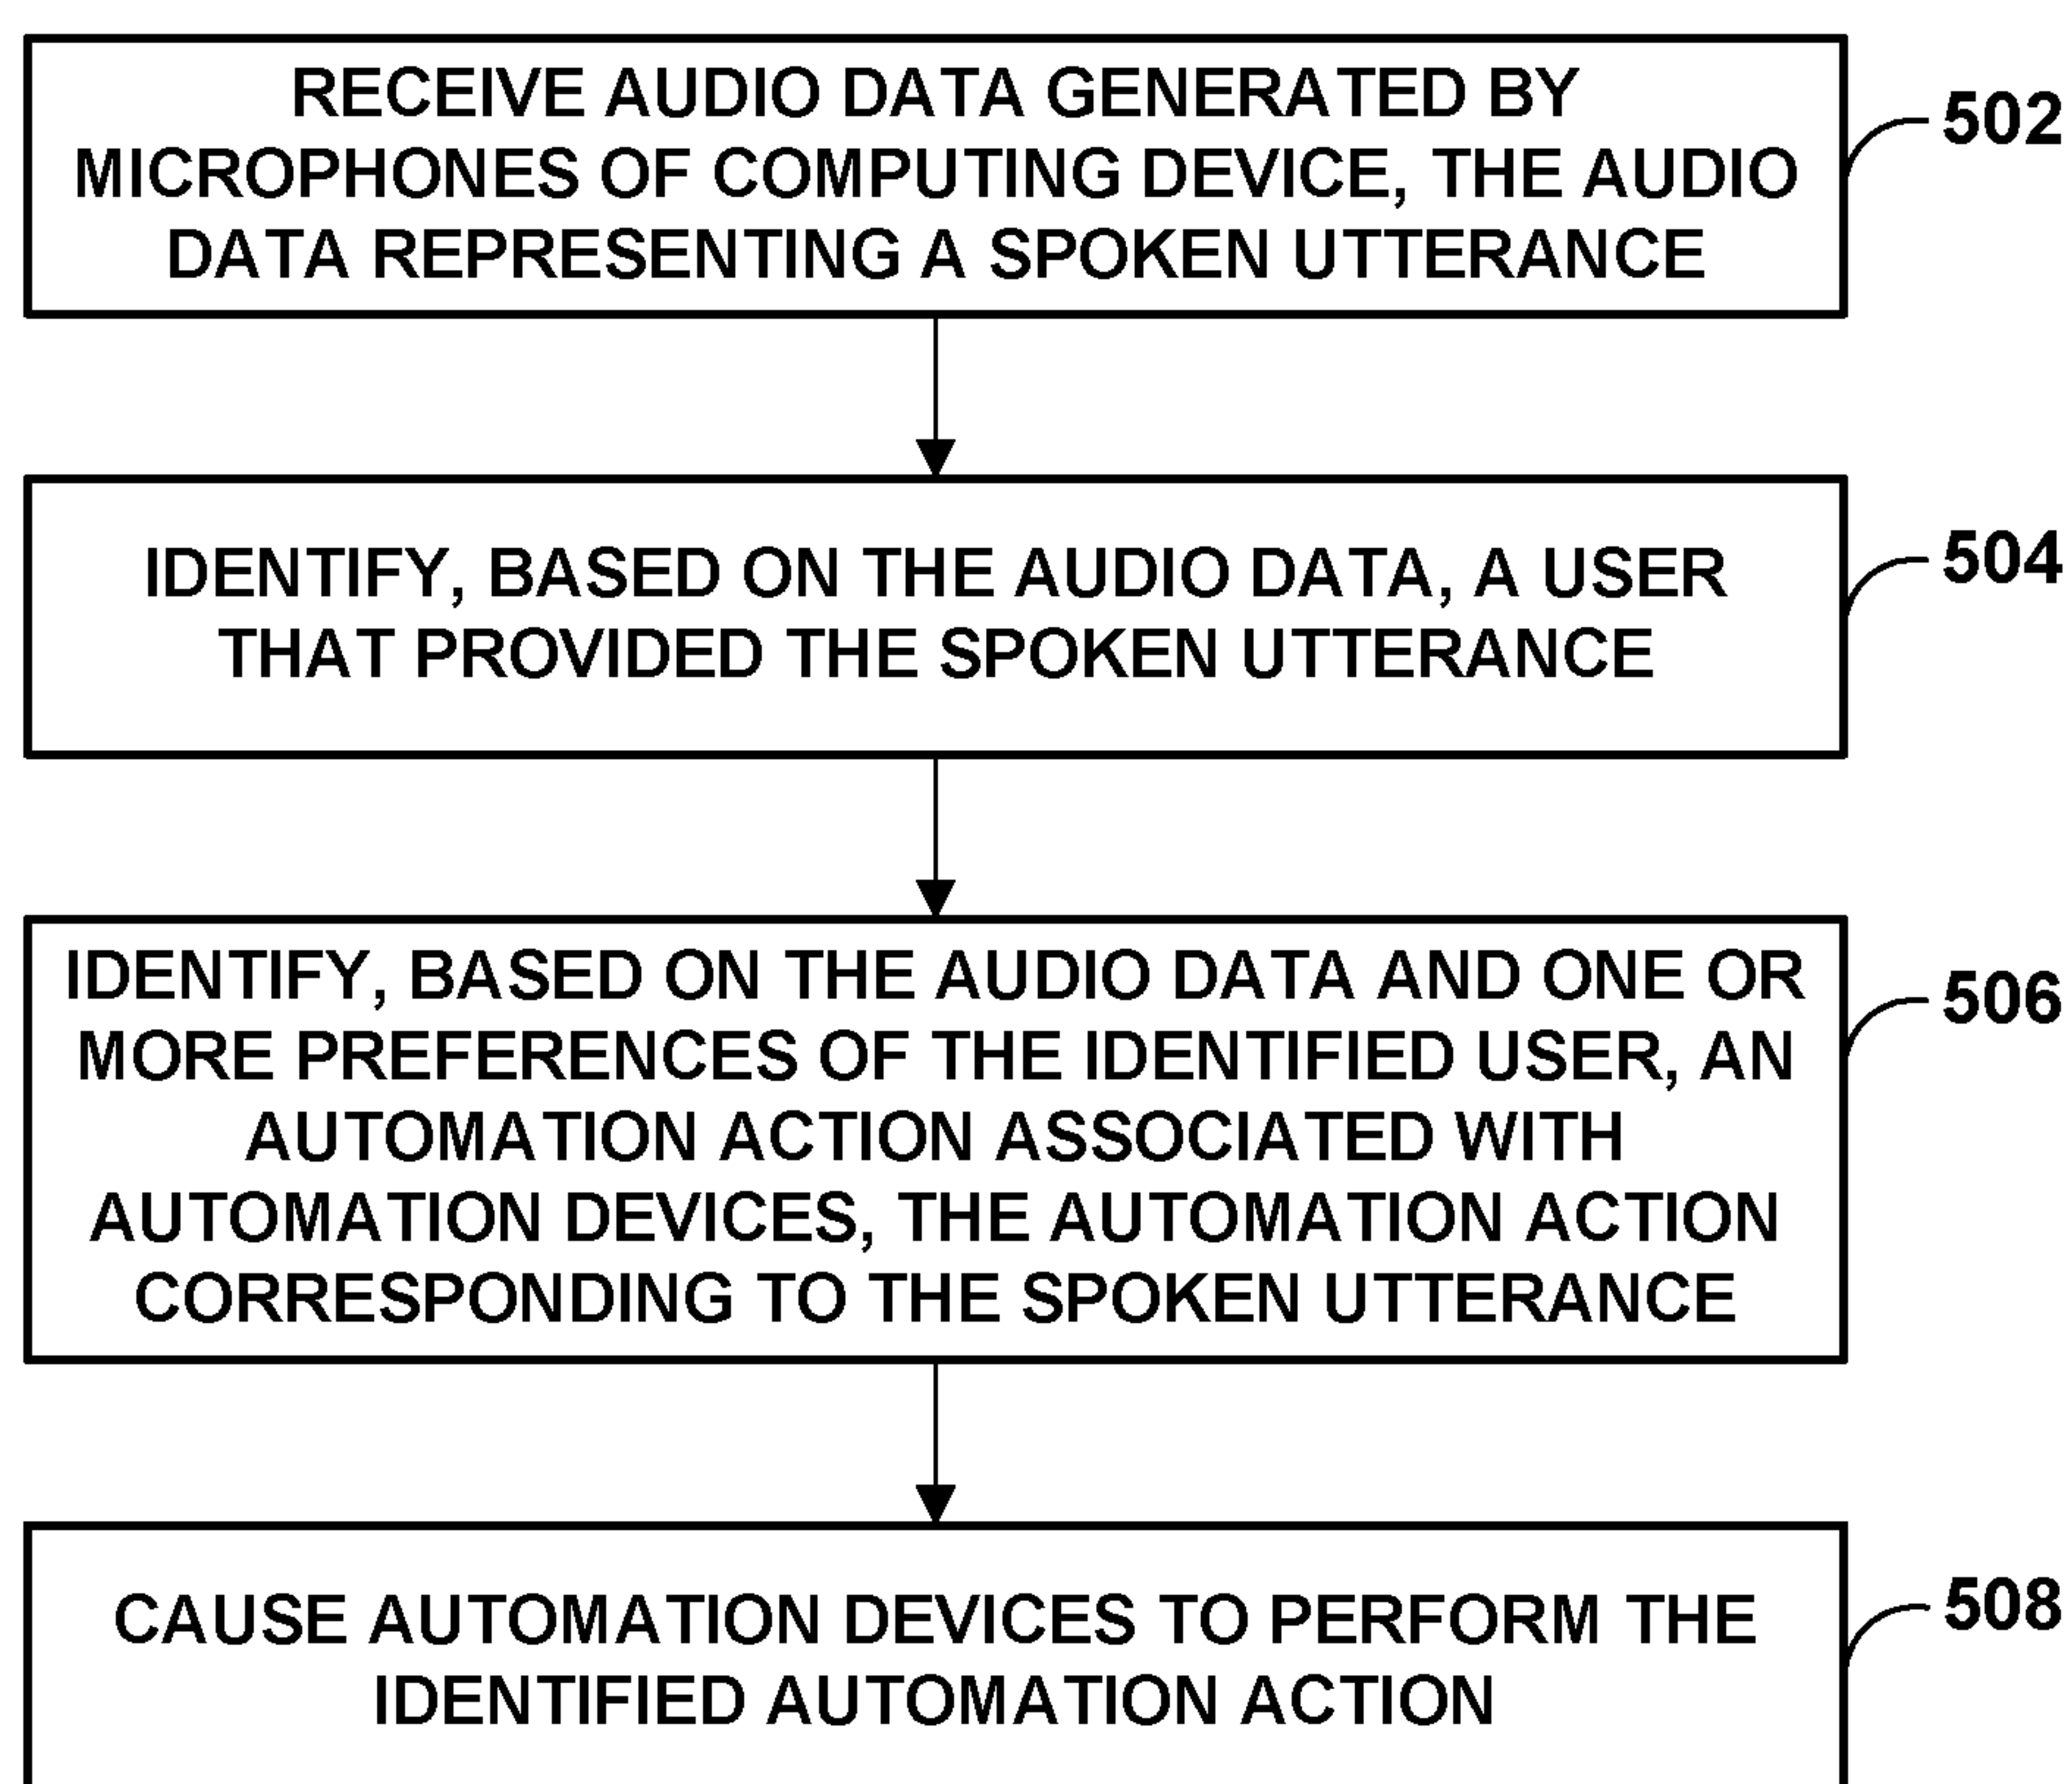 RECEIVE AUDIO DATA GENERATED BY
MICROPHONES OF COMPUTING DEVICE, THE AUDIO
DATA REPRESENTING A SPOKEN UTTERANCE
502
IDENTIFY, BASED ON THE AUDIO DATA, A USER
THAT PROVIDED THE SPOKEN UTTERANCE
504
IDENTIFY, BASED ON THE AUDIO DATA AND ONE OR
MORE PREFERENCES OF THE IDENTIFIED USER, AN
AUTOMATION ACTION ASSOCIATED WITH
AUTOMATION DEVICES, THE AUTOMATION ACTION
CORRESPONDING TO THE SPOKEN UTTERANCE
506
CAUSE AUTOMATION DEVICES TO PERFORM THE
IDENTIFIED AUTOMATION ACTION
508